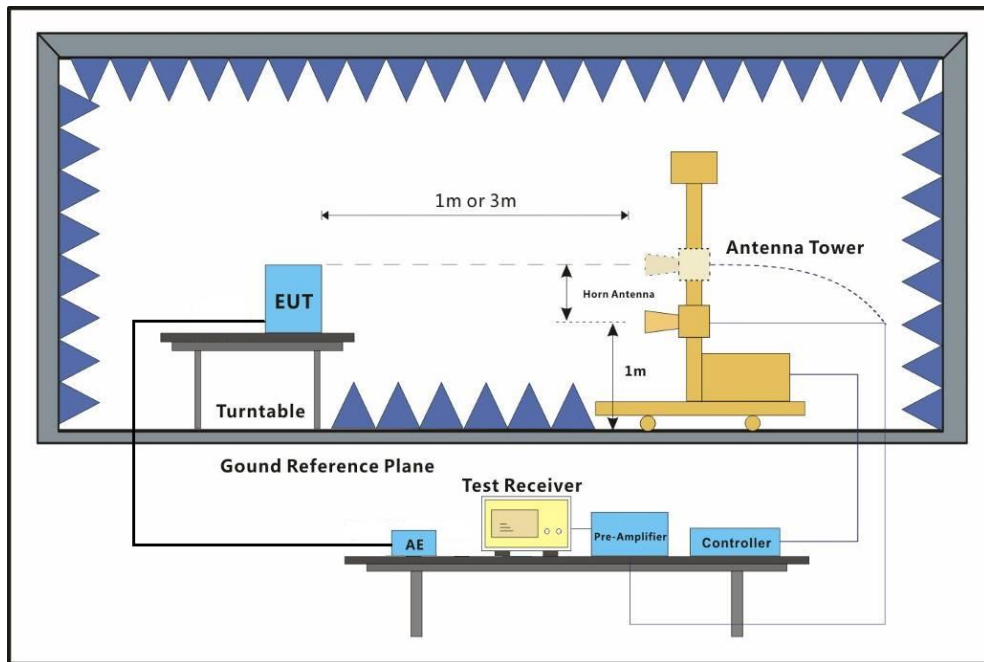 1m or 3m
Antenna Tower
EUT
Horn Antenna
1m
Turntable
Gound Reference Plane
Test Receiver
AE
Pre-Amplifier
Controller